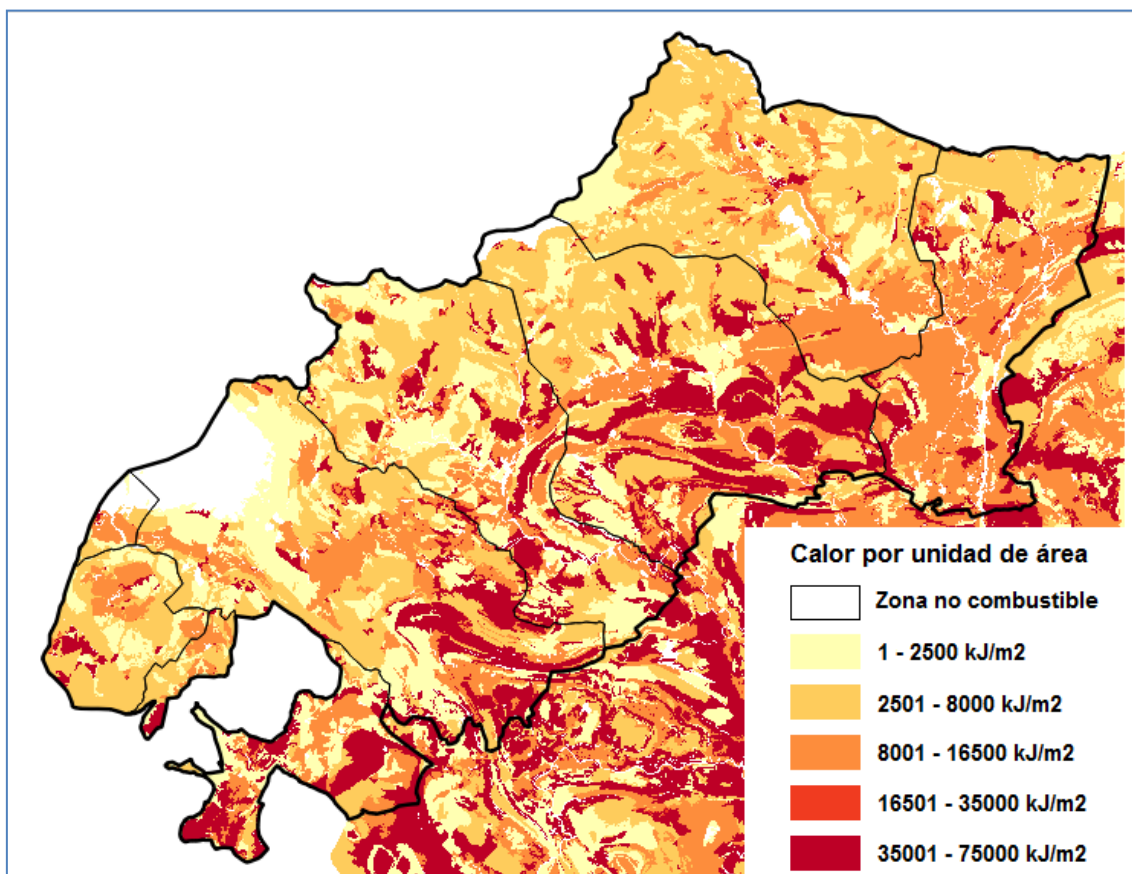 Calor por unidad de área
Zona no combustible
1 - 2500 kJ/m2
2501 - 8000 kJ/m2
8001 - 16500 kJ/m2
16501 - 35000 kJ/m2
35001 - 75000 kJ/m2